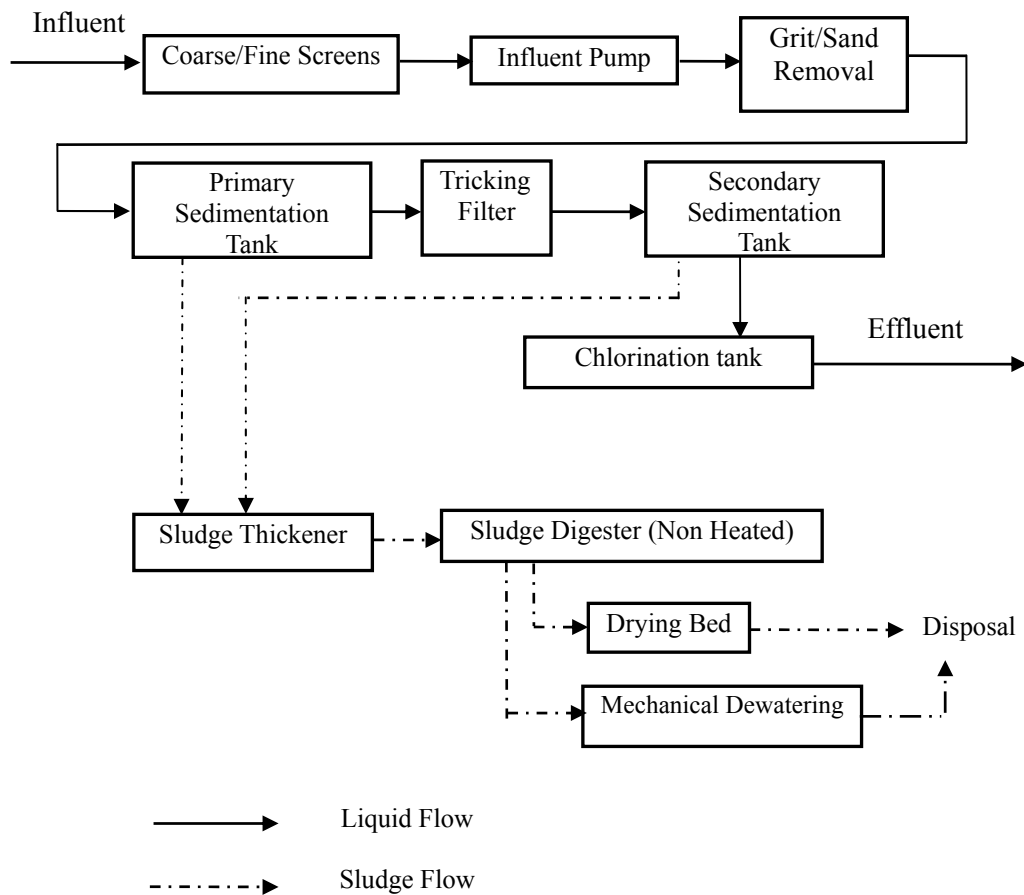 Influent
Coarse/Fine Screens
Influent Pump
Grit/Sand
Removal
Primary
Sedimentation
Tank
Tricking
Filter
Secondary
Sedimentation
Tank
Chlorination tank
Effluent
Sludge Thickener
Sludge Digester (Non Heated)
Drying Bed
Disposal
Mechanical Dewatering
Liquid Flow
Sludge Flow